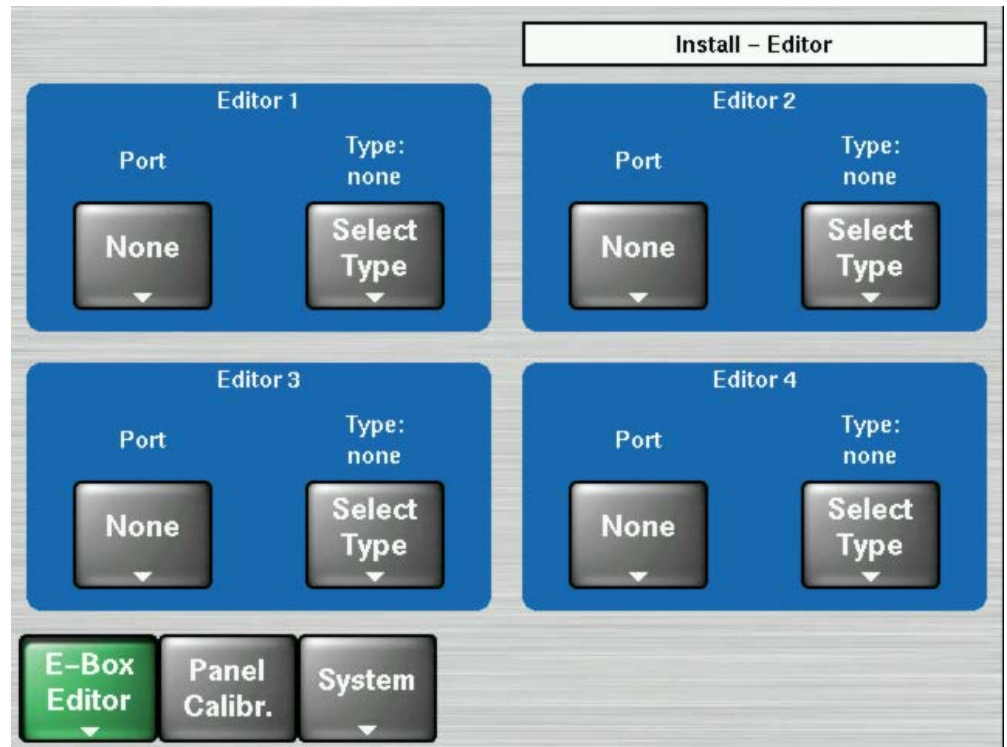 Install – Editor
Editor 1
Port
Type:
none
None
Select
Type
Editor 2
Port
Type:
none
None
Select
Type
Editor 3
Port
Type:
none
None
Select
Type
Editor 4
Port
Type:
none
None
Select
Type
E–Box
Editor
Panel
Calibr.
System